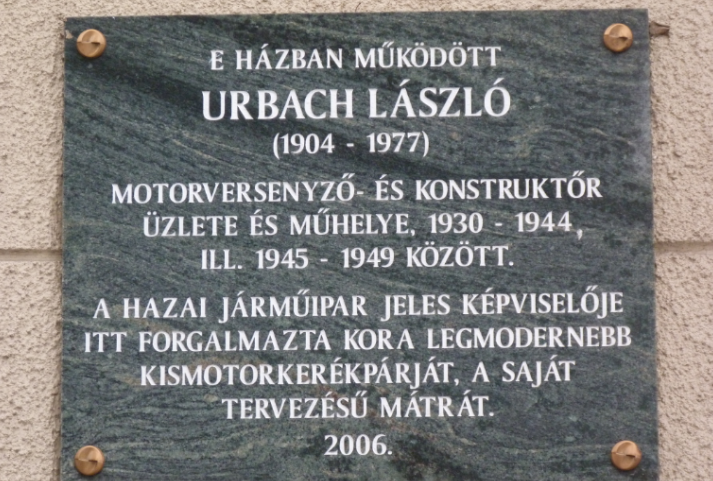 E HÁZBAN MŰKÖDÖTT
URBACH LÁSZLÓ
(1904 - 1977)
MOTORVERSENYZŐ- ÉS KONSTRUKTŐR
ÜZLETE ÉS MŰHELYE, 1930 - 1944,
ILL. 1945 - 1949 KÖZÖTT.
A HAZAI JÁRMŰIPAR JELES KÉPVISELŐJE
ITT FORGALMAZTA KORA LEGMODERNEBB
KISMOTORKERÉKPÁRJÁT, A SAJÁT
TERVEZÉSŰ MÁTRÁT.
2006.